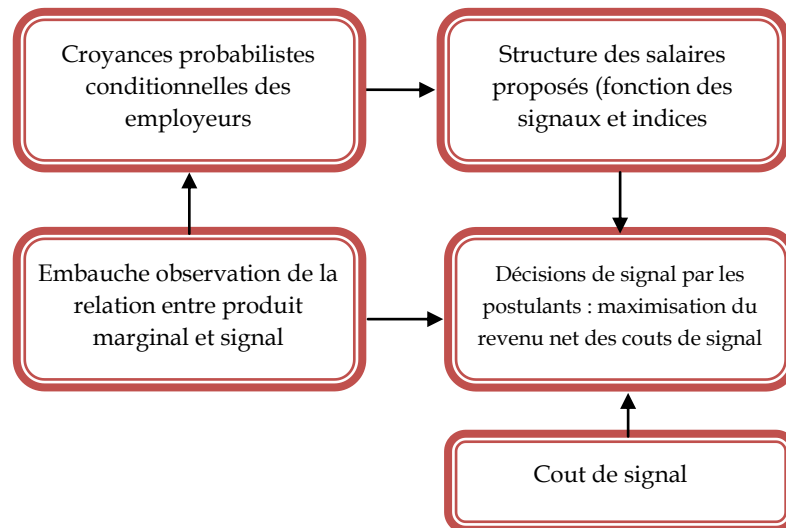 Croyances probabilistes
conditionnelles des
employeurs
Structure des salaires
proposés (fonction des
signaux et indices
Embauche observation de la
relation entre produit
marginal et signal
Décisions de signal par les
postulants : maximisation du
revenu net des couts de signal
Cout de signal